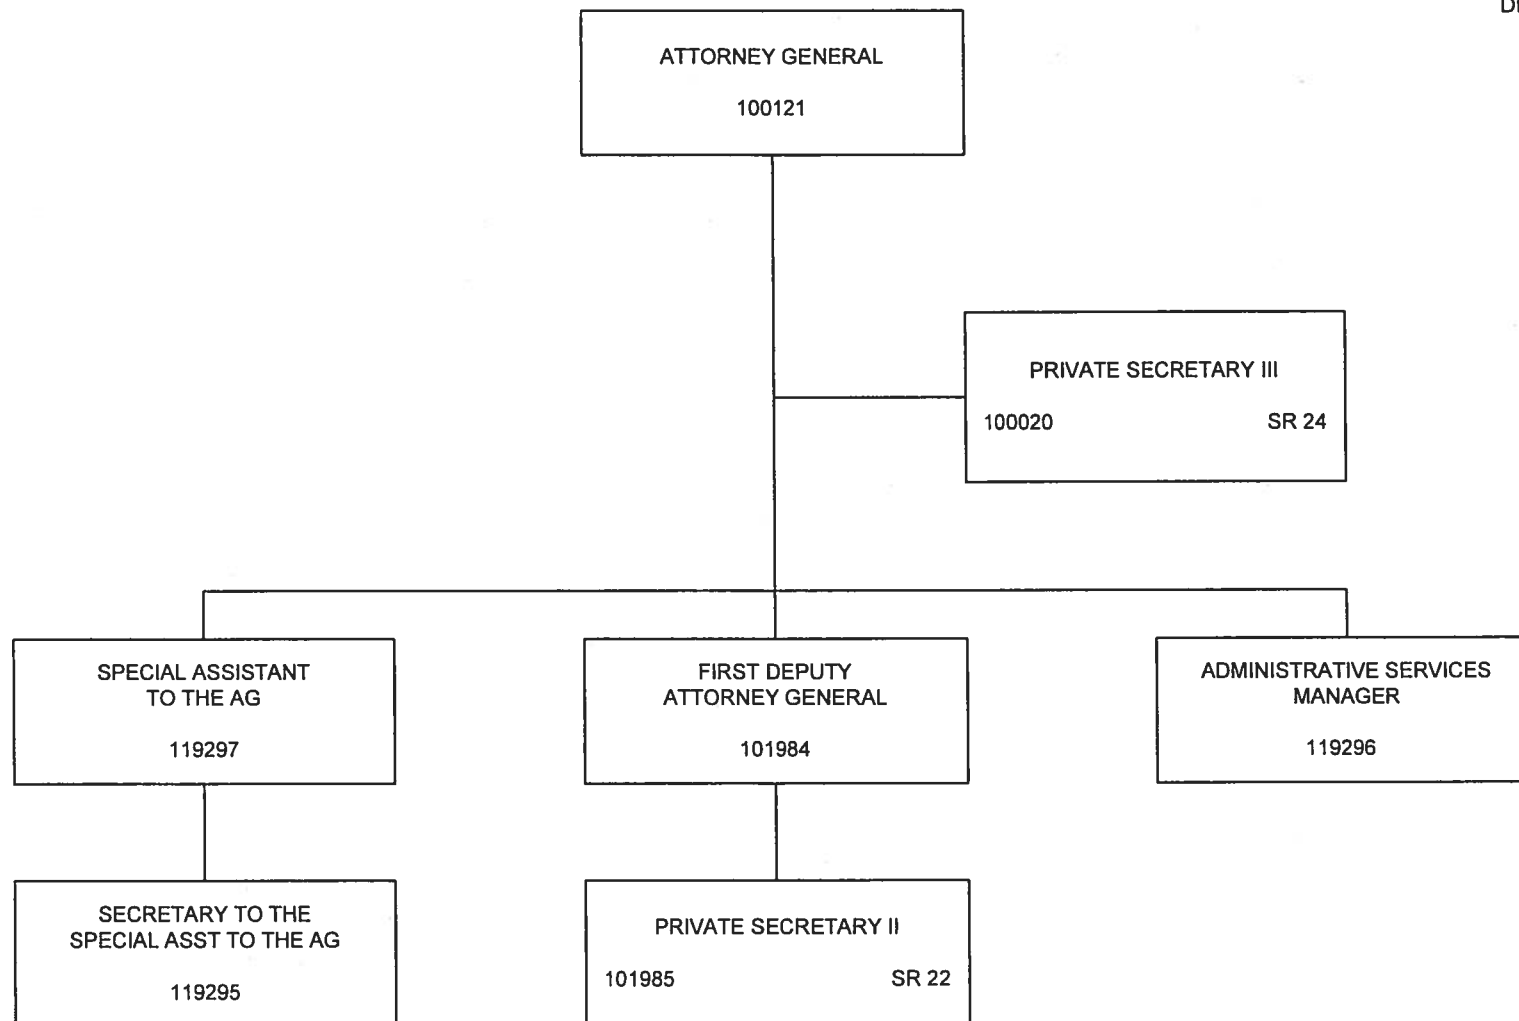 ATTORNEY GENERAL
100121
PRIVATE SECRETARY III
100020 SR 24
SPECIAL ASSISTANT
TO THE AG
119297
FIRST DEPUTY
ATTORNEY GENERAL
101984
ADMINISTRATIVE SERVICES
MANAGER
119296
SECRETARY TO THE
SPECIAL ASST TO THE AG
119295
PRIVATE SECRETARY II
101985 SR 22